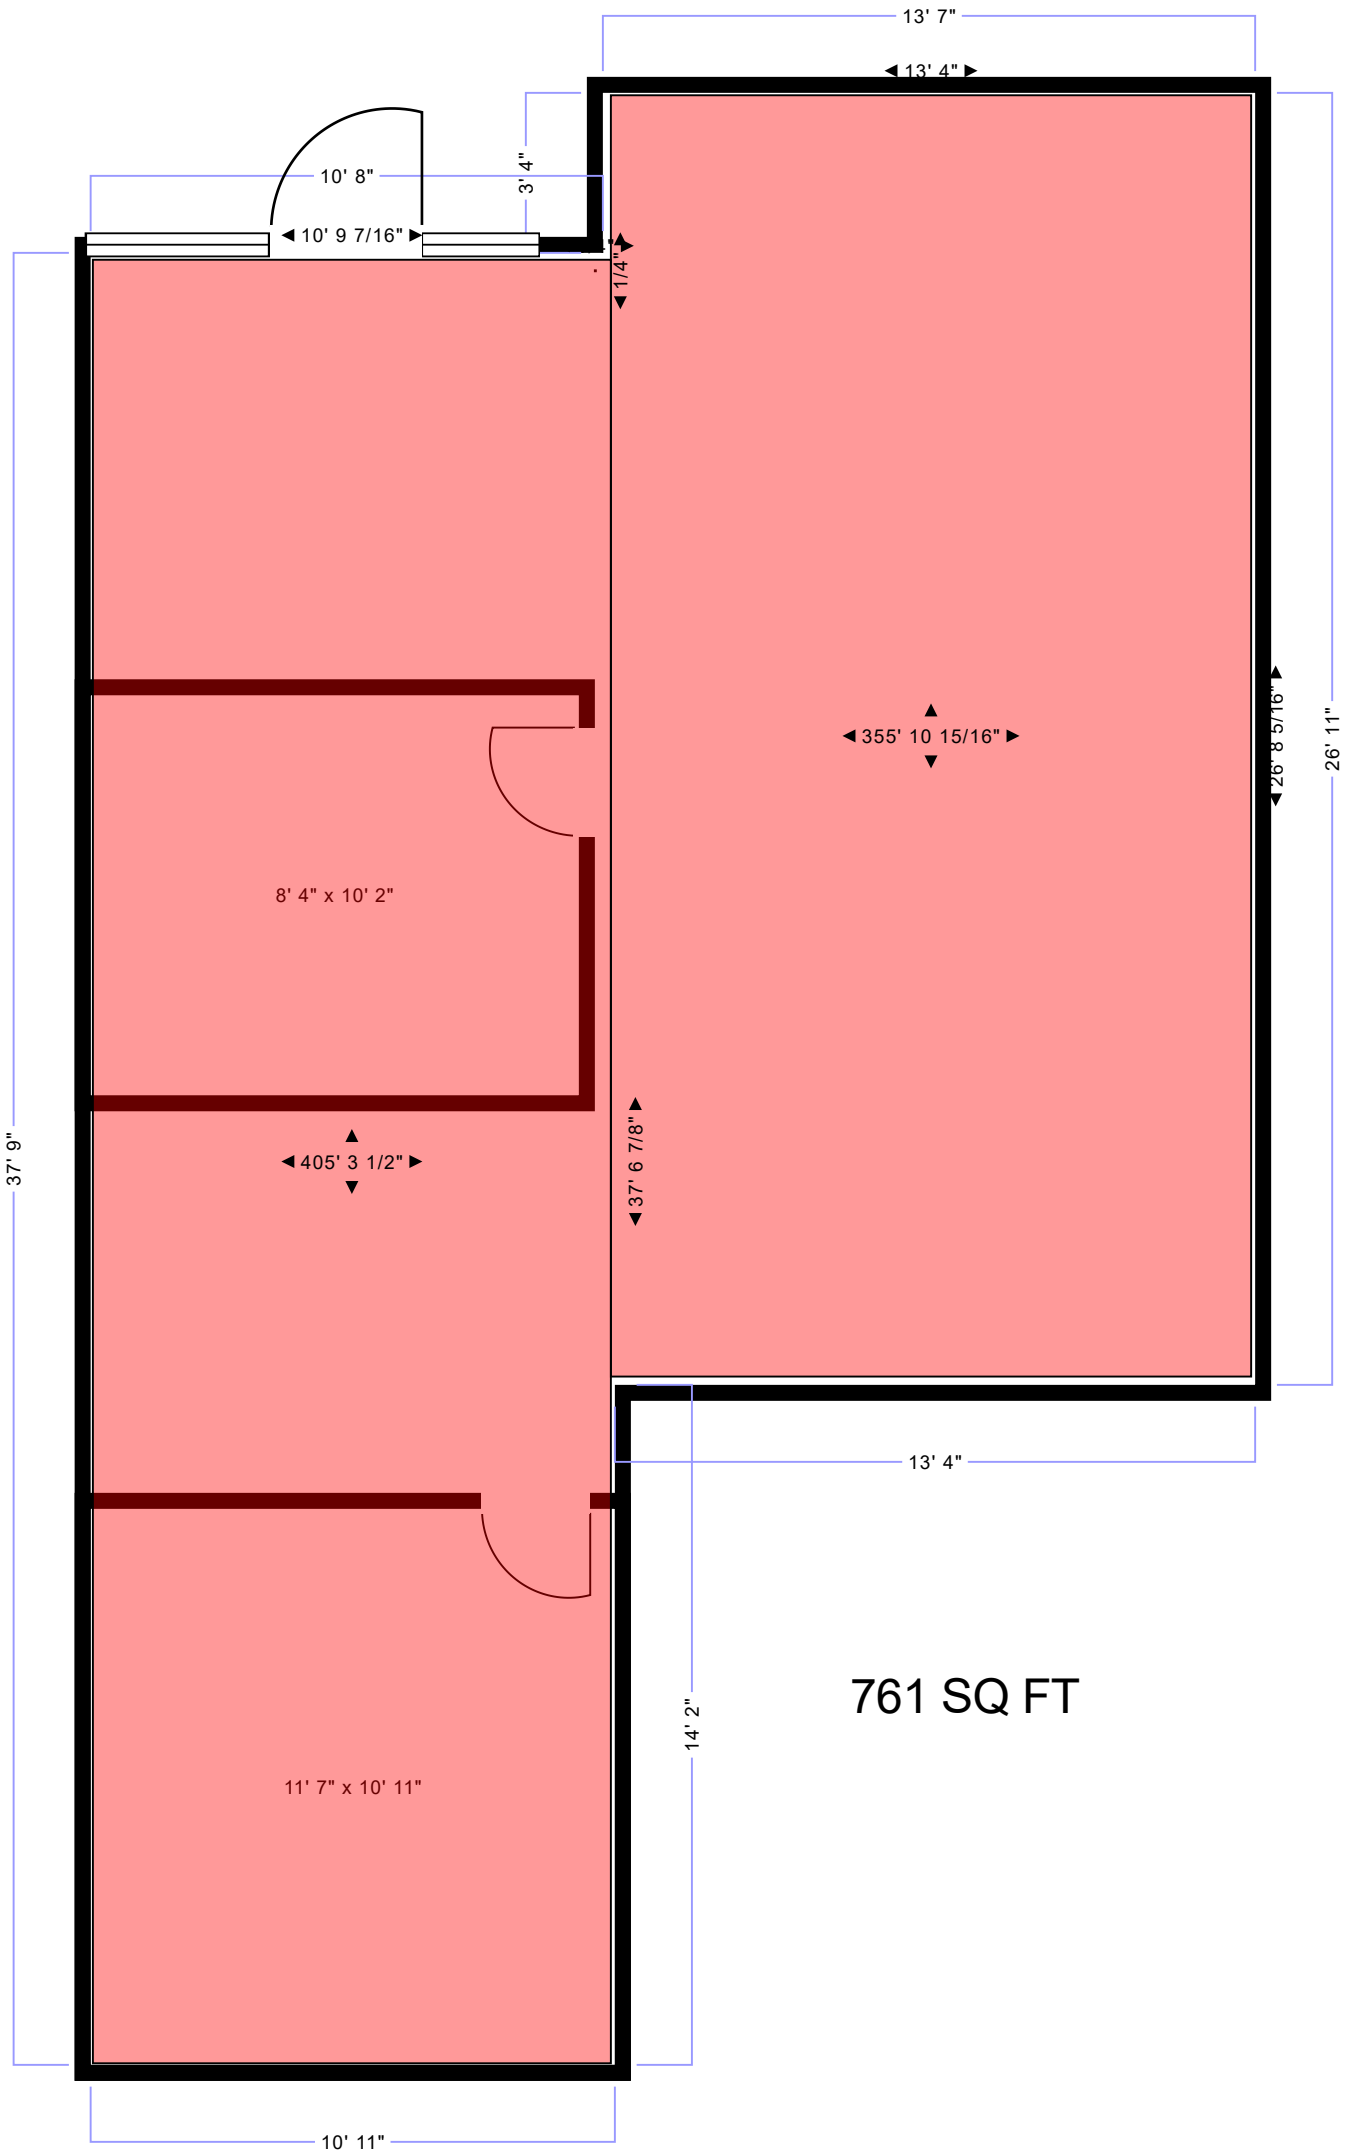 13' 7"
13' 4"
3' 4"
10' 8"
10' 9 7/16"
1/4"
355' 10 15/16"
26' 8 5/16"
26' 11"
8' 4" x 10' 2"
37' 9"
405' 3 1/2"
37' 6 7/8"
13' 4"
761 SQ FT
14' 2"
11' 7" x 10' 11"
10' 11"